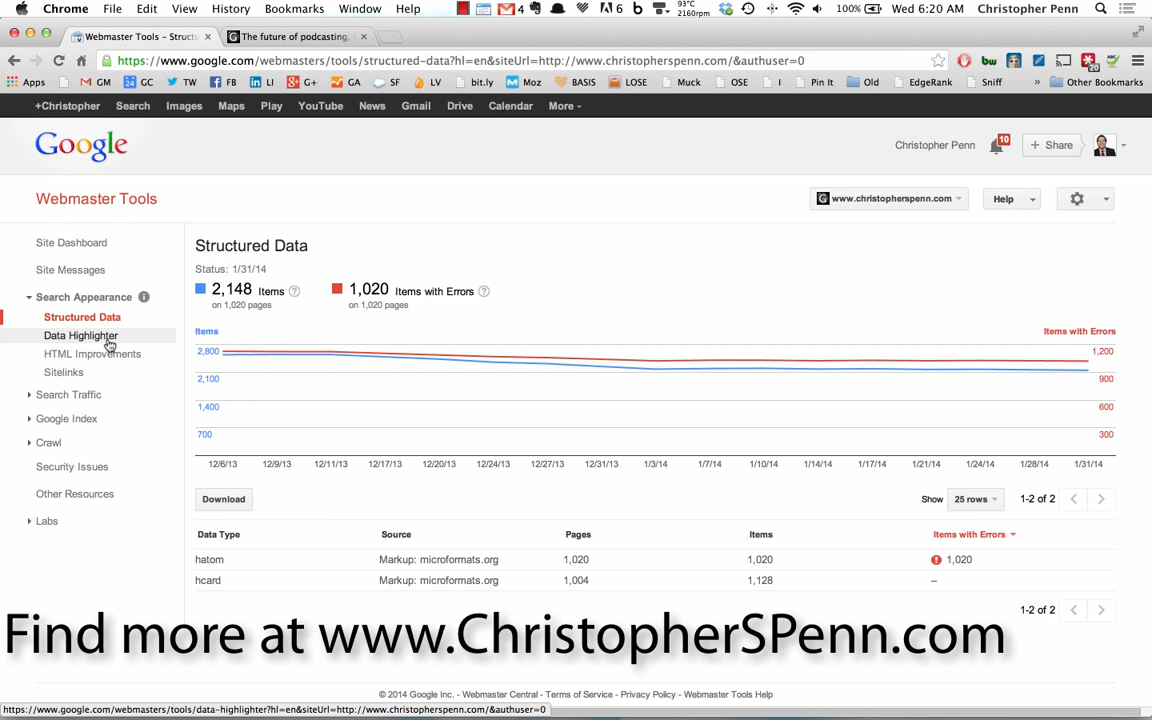 Chrome File Edit View History Bookmarks Window Help 4 6 93°C 2160rpm 100% Wed 6:20 AM Christopher Penn
Webmaster Tools – Structu × The future of podcasting, ×
https://www.google.com/webmasters/tools/structured-data?hl=en&siteUrl=http://www.christopherspenn.com/&authuser=0
Apps GM GC TW FB LI G+ GA SF LV bit.ly Moz BASIS LOSE Muck OSE I Pin It Old EdgeRank Sniff » Other Bookmarks
+Christopher Search Images Maps Play YouTube News Gmail Drive Calendar More
Google Christopher Penn 10 + Share
Webmaster Tools www.christopherspenn.com Help
Site Dashboard
Site Messages
Search Appearance i
Structured Data
Data Highlighter
HTML Improvements
Sitelinks
Search Traffic
Google Index
Crawl
Security Issues
Other Resources
Labs
Structured Data
Status: 1/31/14
2,148 Items ? 1,020 Items with Errors ?
on 1,020 pages on 1,020 pages
Items Items with Errors
2,800 1,200
2,100 900
1,400 600
700 300
12/6/13 12/9/13 12/11/13 12/17/13 12/20/13 12/24/13 12/27/13 12/31/13 1/3/14 1/7/14 1/10/14 1/14/14 1/17/14 1/21/14 1/24/14 1/28/14 1/31/14
Download Show 25 rows 1-2 of 2
Data Type Source Pages Items Items with Errors
hatom Markup: microformats.org 1,020 1,020 1,020
hcard Markup: microformats.org 1,004 1,128 –
1-2 of 2
Find more at www.ChristopherSPenn.com
© 2014 Google Inc. - Webmaster Central - Terms of Service - Privacy Policy - Webmaster Tools Help
https://www.google.com/webmasters/tools/data-highlighter?hl=en&siteUrl=http://www.christopherspenn.com/&authuser=0